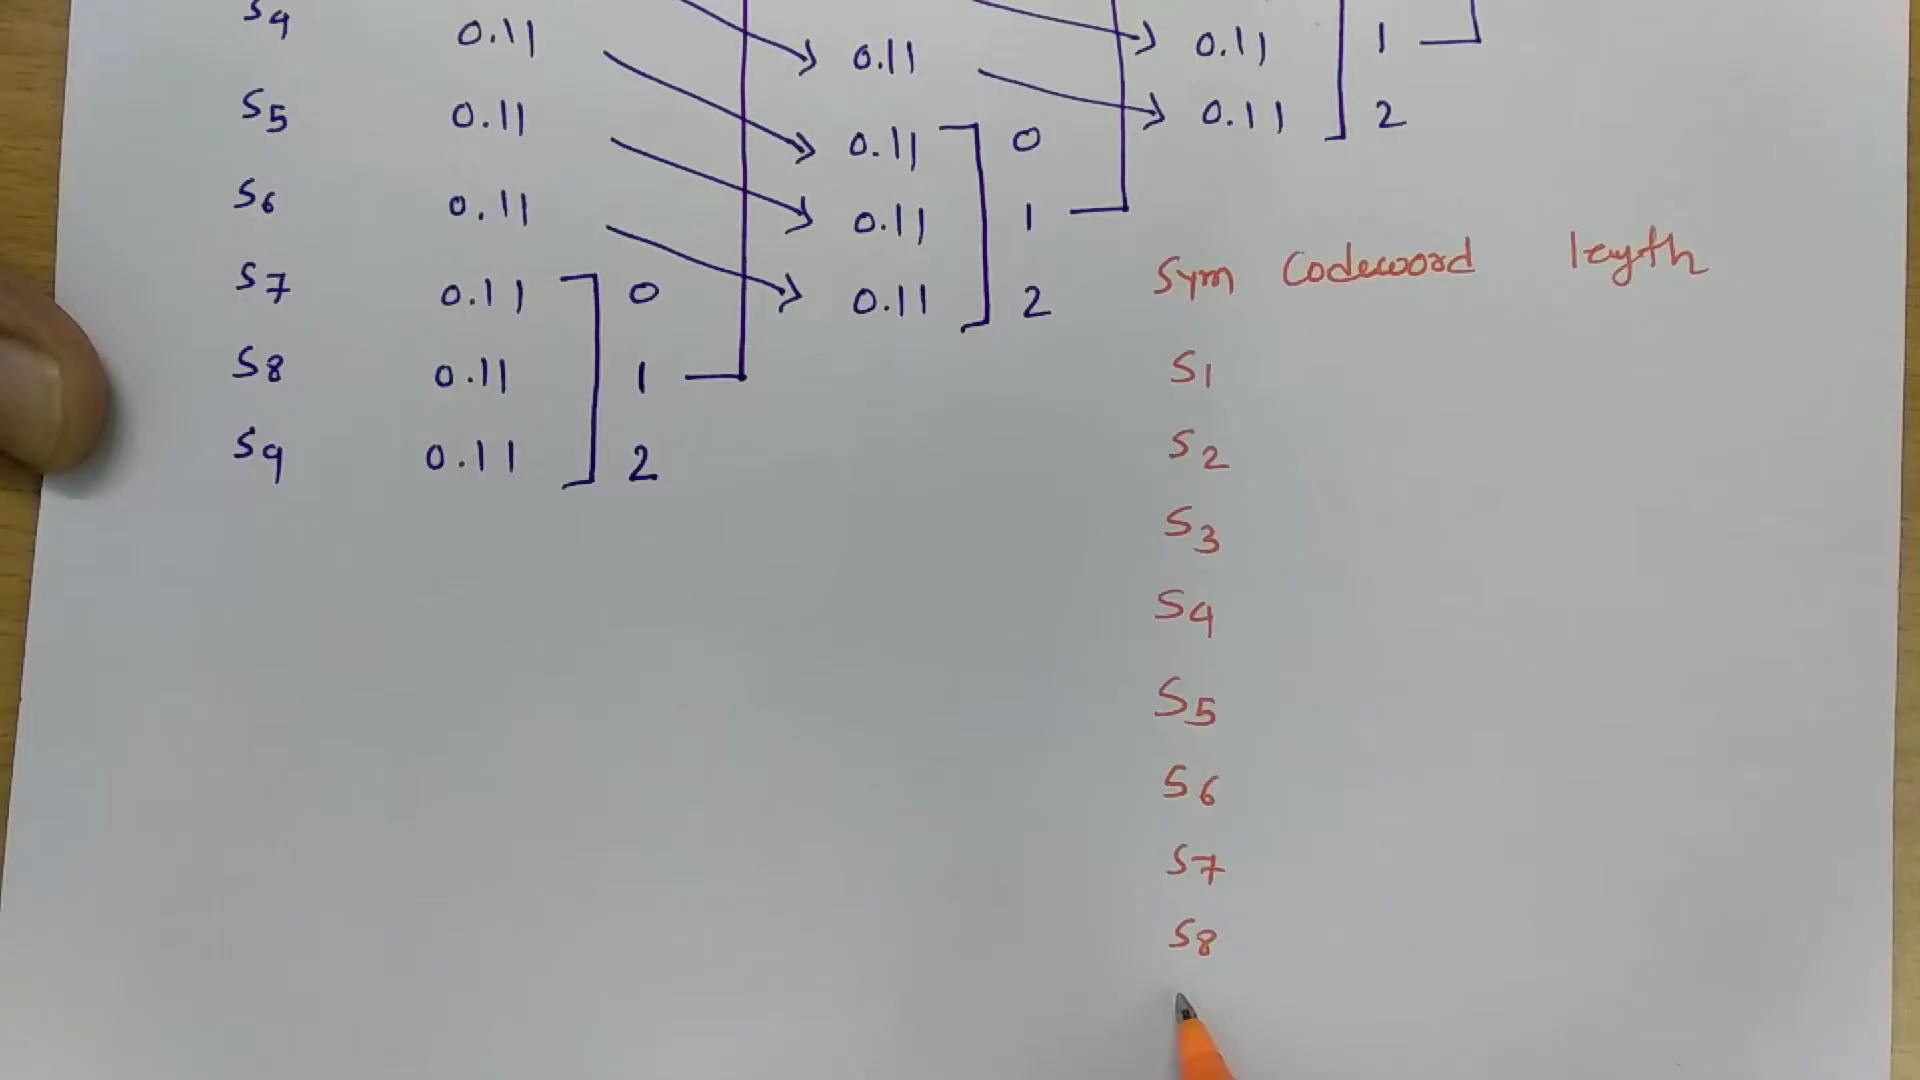 S4 0.11 0.11 0.11 1
S5 0.11 0.11 0 0.11 2
S6 0.11 0.11 1
S7 0.11 0 0.11 2
S8 0.11 1
S9 0.11 2
Sym Codeword length
S1
S2
S3
S4
S5
S6
S7
S8